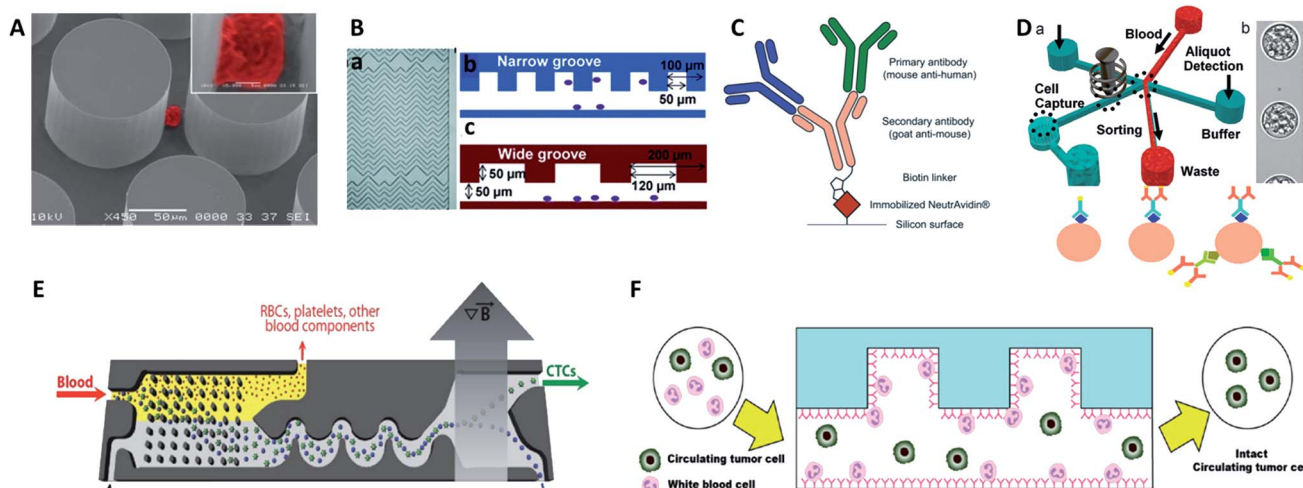 A
10kV X450 50µm 0000 33 37 SEI
B
a
b
Narrow groove
100 µm
50 µm
c
Wide groove
200 µm
50 µm
50 µm
120 µm
C
Primary antibody
(mouse anti-human)
Secondary antibody
(goat anti-mouse)
Biotin linker
Immobilized NeutrAvidin®
Silicon surface
D
a
Blood
b
Aliquot
Detection
Cell
Capture
Sorting
Buffer
Waste
E
RBCs, platelets, other
blood components
▽B
Blood
CTCs
F
Circulating tumor cell
White blood cell
Intact
Circulating tumor ce